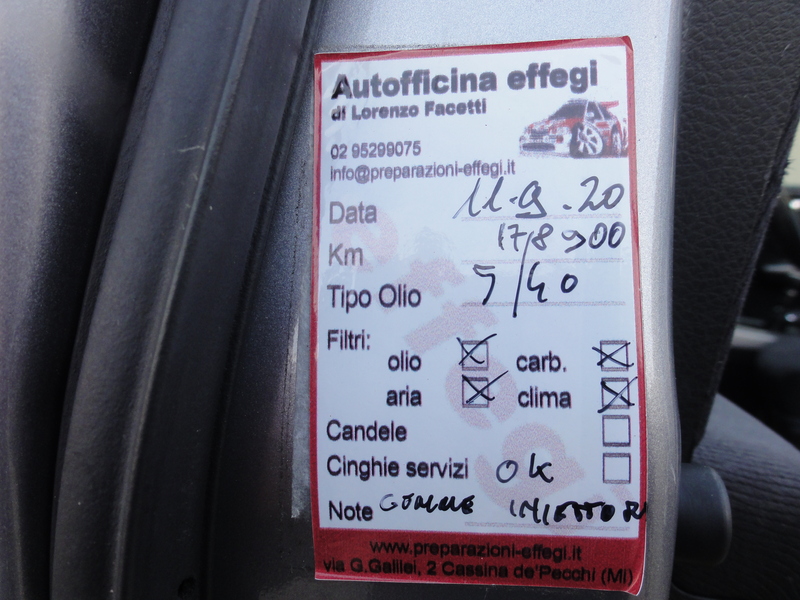 Autofficina effegi
di Lorenzo Facetti
02 95299075
info@preparazioni-effegi.it
Data 11-9-20
Km 178900
Tipo Olio 5/40
Filtri:
olio carb.
aria clima
Candele
Cinghie servizi ok
Note GOMME INIETTORI
www.preparazioni-effegi.it
via G.Galilei, 2 Cassina de'Pecchi (MI)